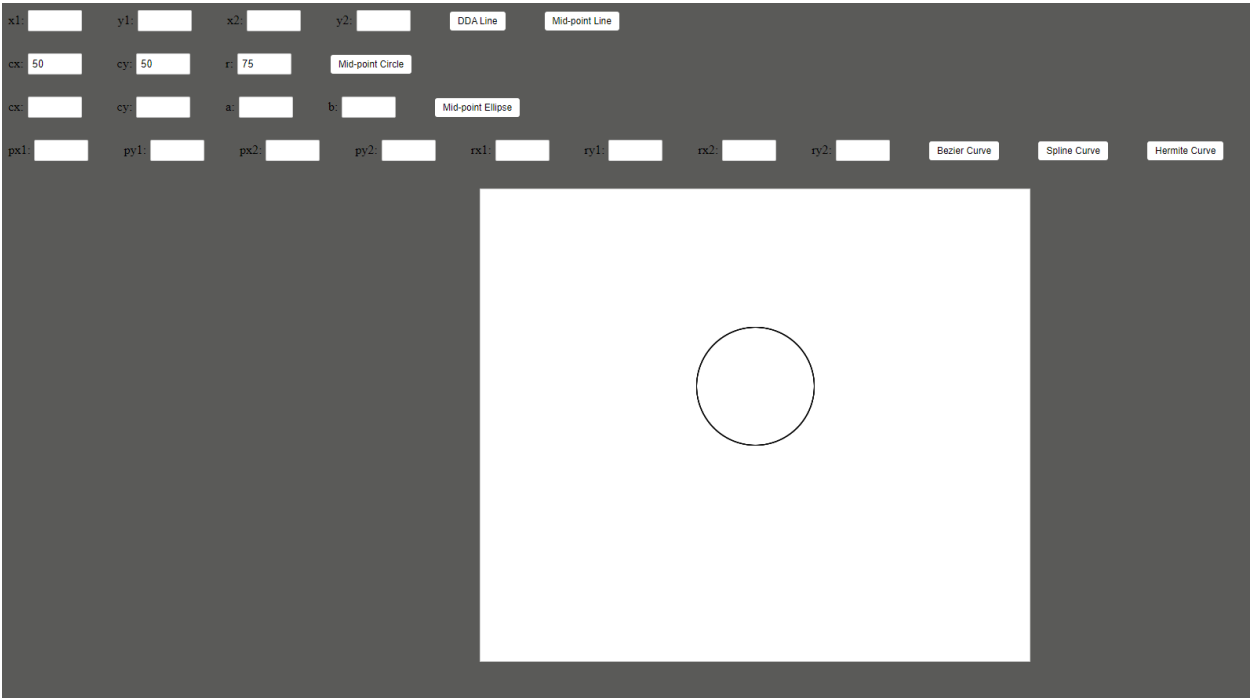 x1: y1: x2: y2: DDA Line Mid-point Line
cx: 50 cy: 50 r: 75 Mid-point Circle
cx: cy: a: b: Mid-point Ellipse
px1: py1: px2: py2: rx1: ry1: rx2: ry2: Bezier Curve Spline Curve Hermite Curve